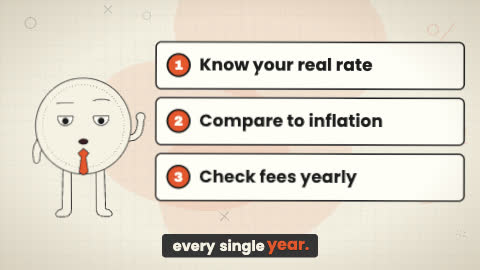 1 Know your real rate
2 Compare to inflation
3 Check fees yearly
every single year.